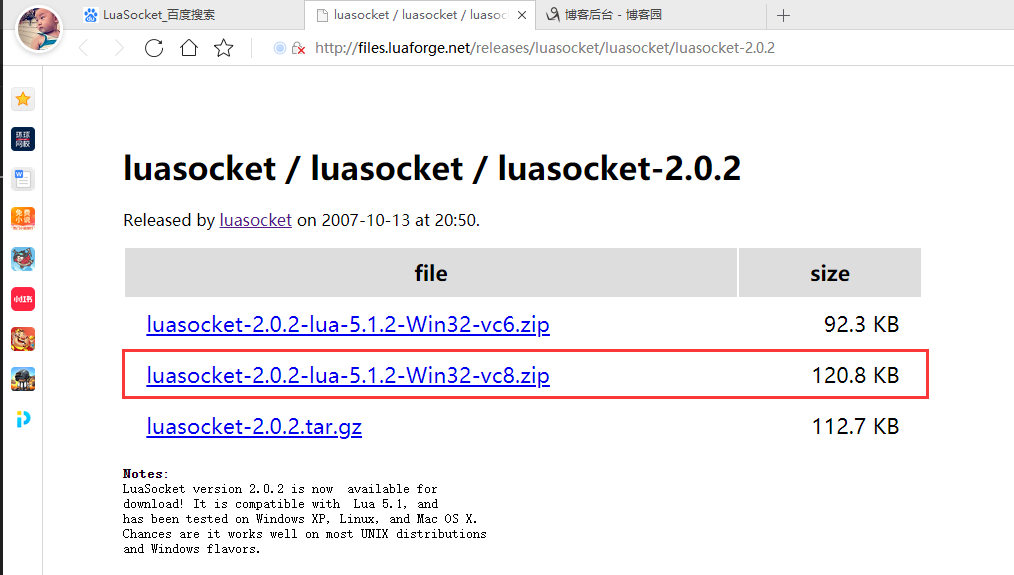 LuaSocket_百度搜索
luasocket / luasocket / luasoc
博客后台 - 博客园
http://files.luaforge.net/releases/luasocket/luasocket/luasocket-2.0.2
环球
网校
免费
小说
小红书
luasocket / luasocket / luasocket-2.0.2
Released by luasocket on 2007-10-13 at 20:50.
file size
luasocket-2.0.2-lua-5.1.2-Win32-vc6.zip 92.3 KB
luasocket-2.0.2-lua-5.1.2-Win32-vc8.zip 120.8 KB
luasocket-2.0.2.tar.gz 112.7 KB
Notes:
LuaSocket version 2.0.2 is now  available for
download! It is compatible with  Lua 5.1, and
has been tested on Windows XP, Linux, and Mac OS X.
Chances are it works well on most UNIX distributions
and Windows flavors.